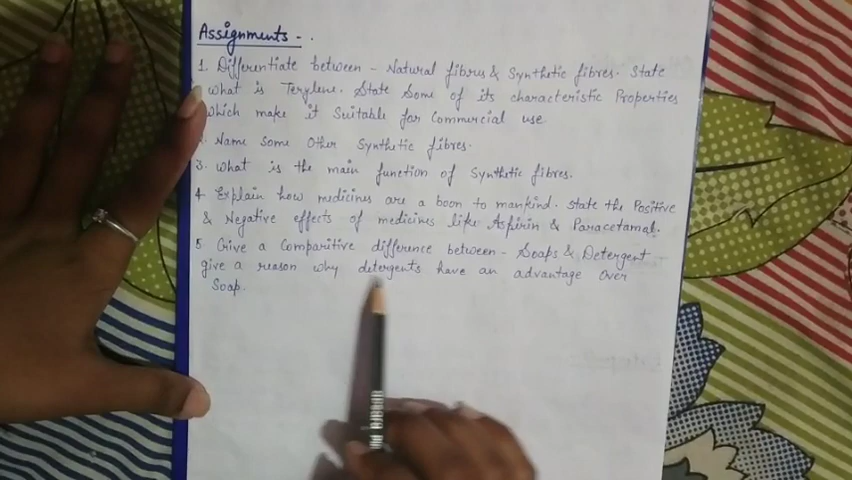 Assignments -.
1. Differentiate between - Natural fibrus & Synthetic fibres. State
what is Terylene. State Some of its characteristic Properties
which make it Suitable for Commercial use
2. Name some Other Synthetic fibres.
3. What is the main function of Synthetic fibres.
4 Explain how medicines are a boon to mankind. State the Positive
& Negative effects of medicines like Aspirin & Paracetamal.
5 Give a Comparitive difference between - Soaps & Detergent
give a reason why detergents have an advantage over
Soap.